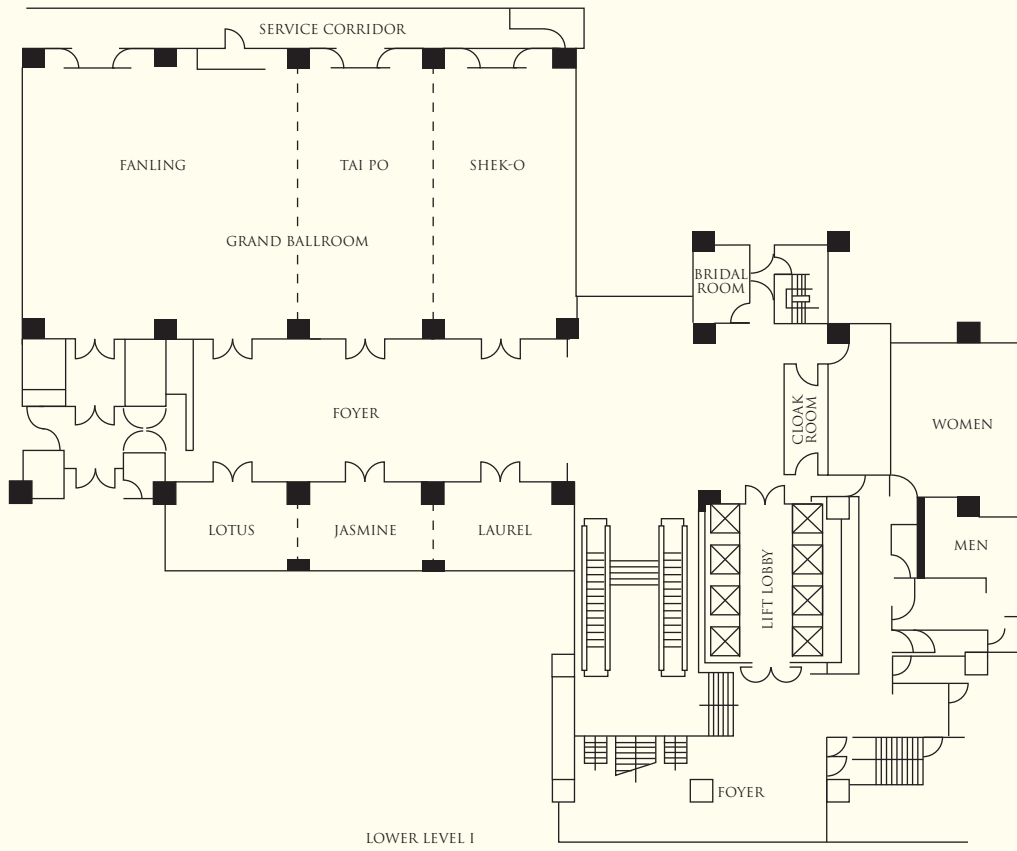 SERVICE CORRIDOR
FANLING
TAI PO
SHEK-O
GRAND BALLROOM
BRIDAL
ROOM
FOYER
CLOAK
ROOM
WOMEN
LOTUS
JASMINE
LAUREL
LIFT LOBBY
MEN
FOYER
LOWER LEVEL I